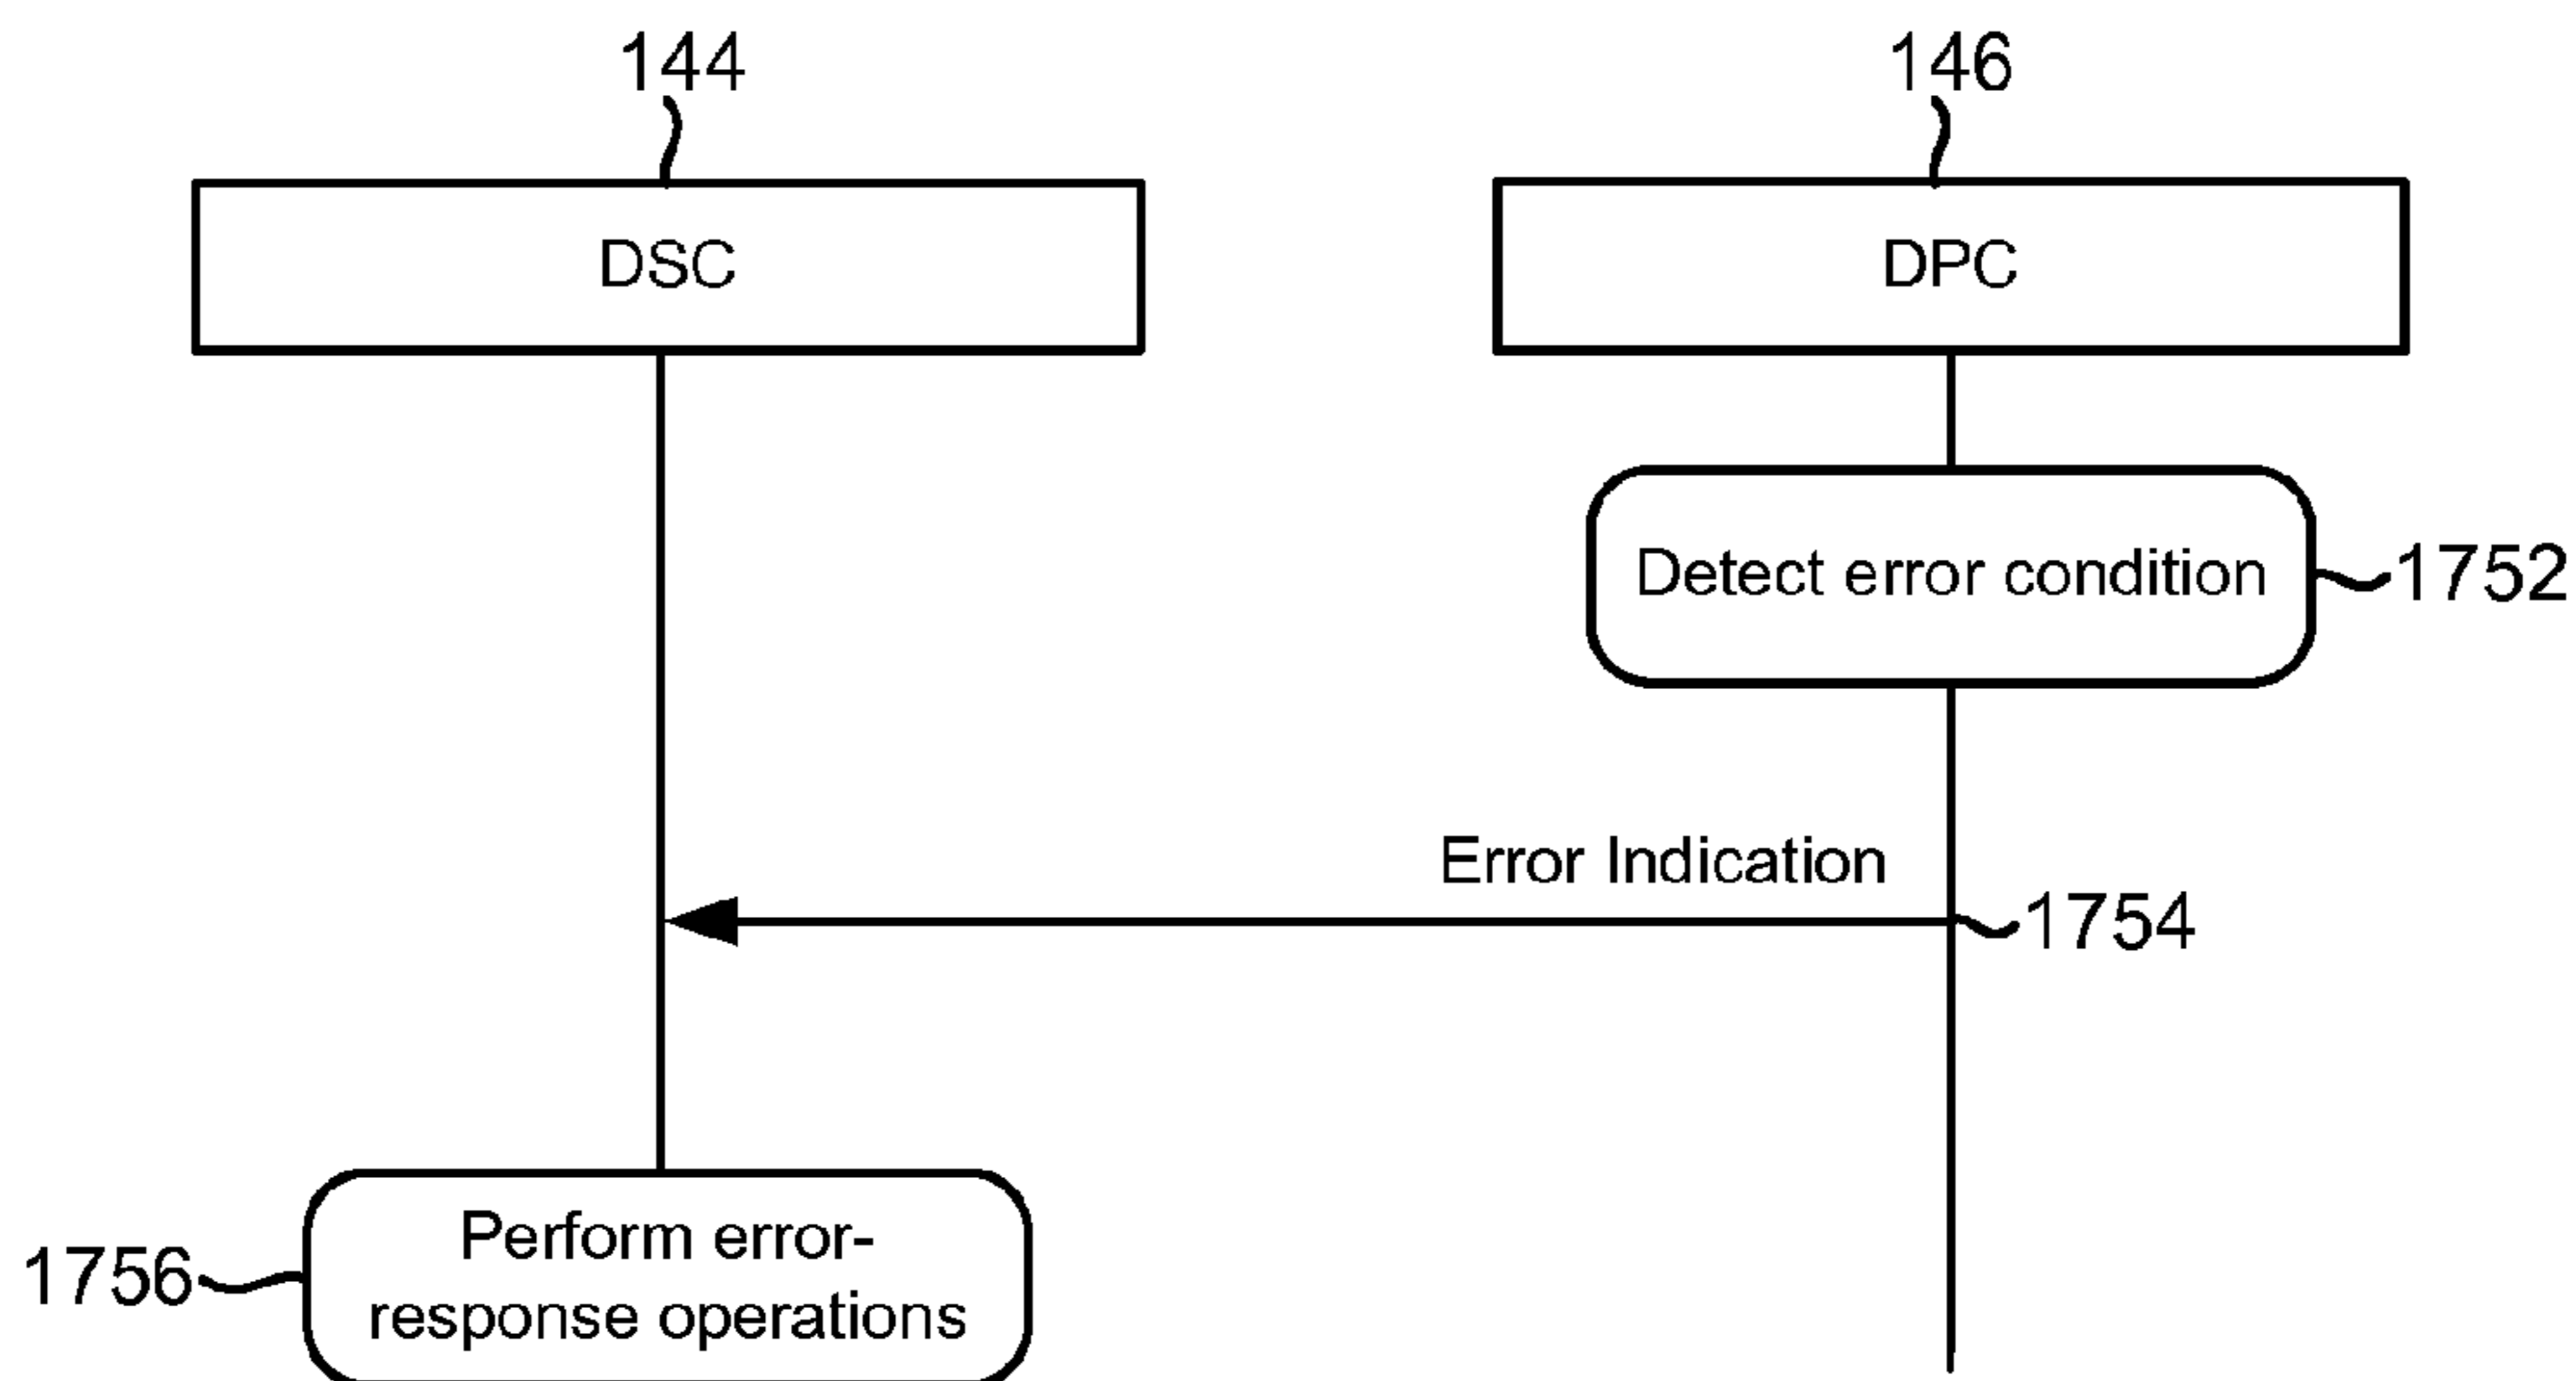 144
146
DSC
DPC
Detect error condition
1752
Error Indication
1754
Perform error-
response operations
1756